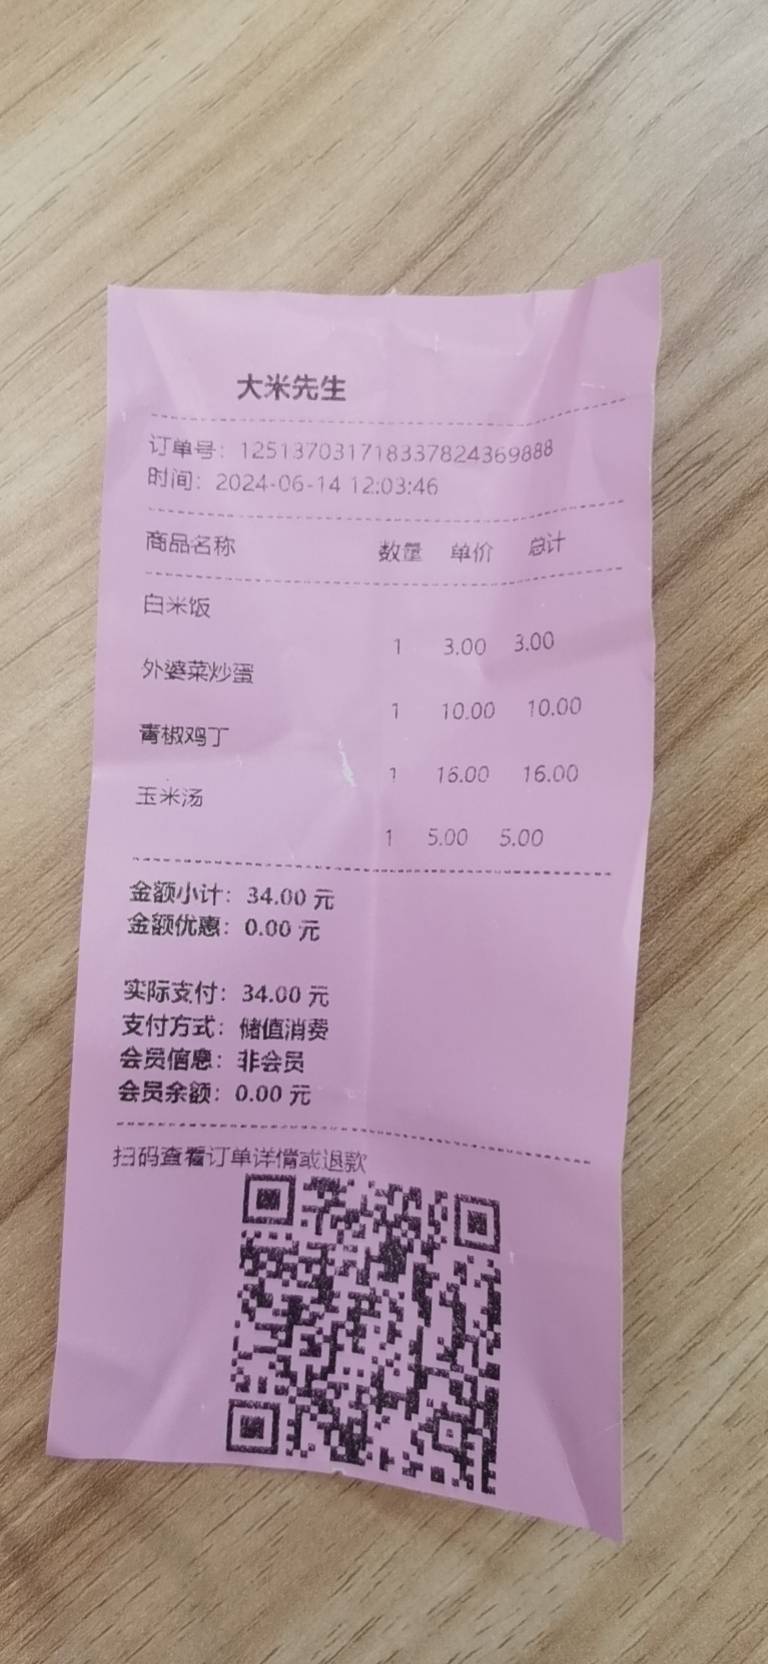 大米先生
订单号：125137031718337824369888
时间：2024-06-14 12:03:46
商品名称 数量 单价 总计
白米饭
1 3.00 3.00
外婆菜炒蛋
1 10.00 10.00
青椒鸡丁
1 16.00 16.00
玉米汤
1 5.00 5.00
金额小计：34.00 元
金额优惠：0.00 元
实际支付：34.00 元
支付方式：储值消费
会员信息：非会员
会员余额：0.00 元
扫码查看订单详情或退款